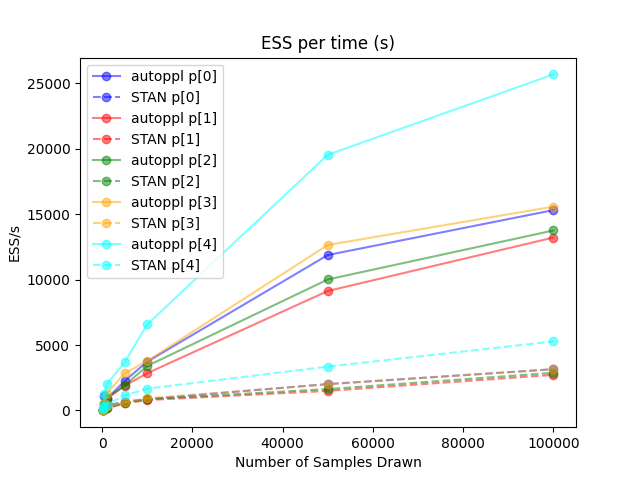 ESS per time (s)
autoppl p[0]
STAN p[0]
autoppl p[1]
STAN p[1]
autoppl p[2]
STAN p[2]
autoppl p[3]
STAN p[3]
autoppl p[4]
STAN p[4]
25000
20000
15000
10000
5000
0
ESS/s
0 20000 40000 60000 80000 100000
Number of Samples Drawn